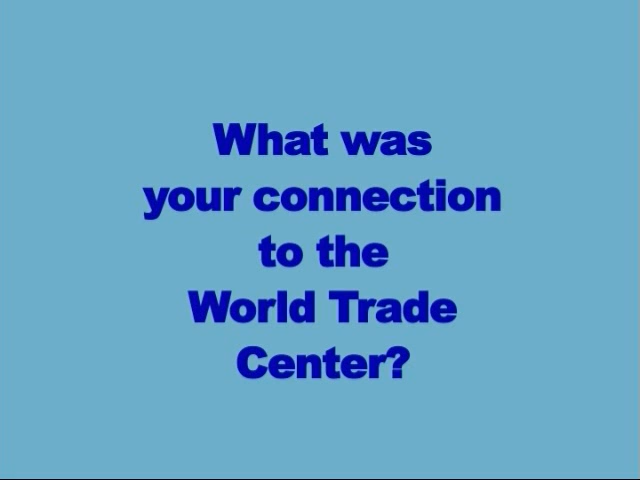 What was
your connection
to the
World Trade
Center?